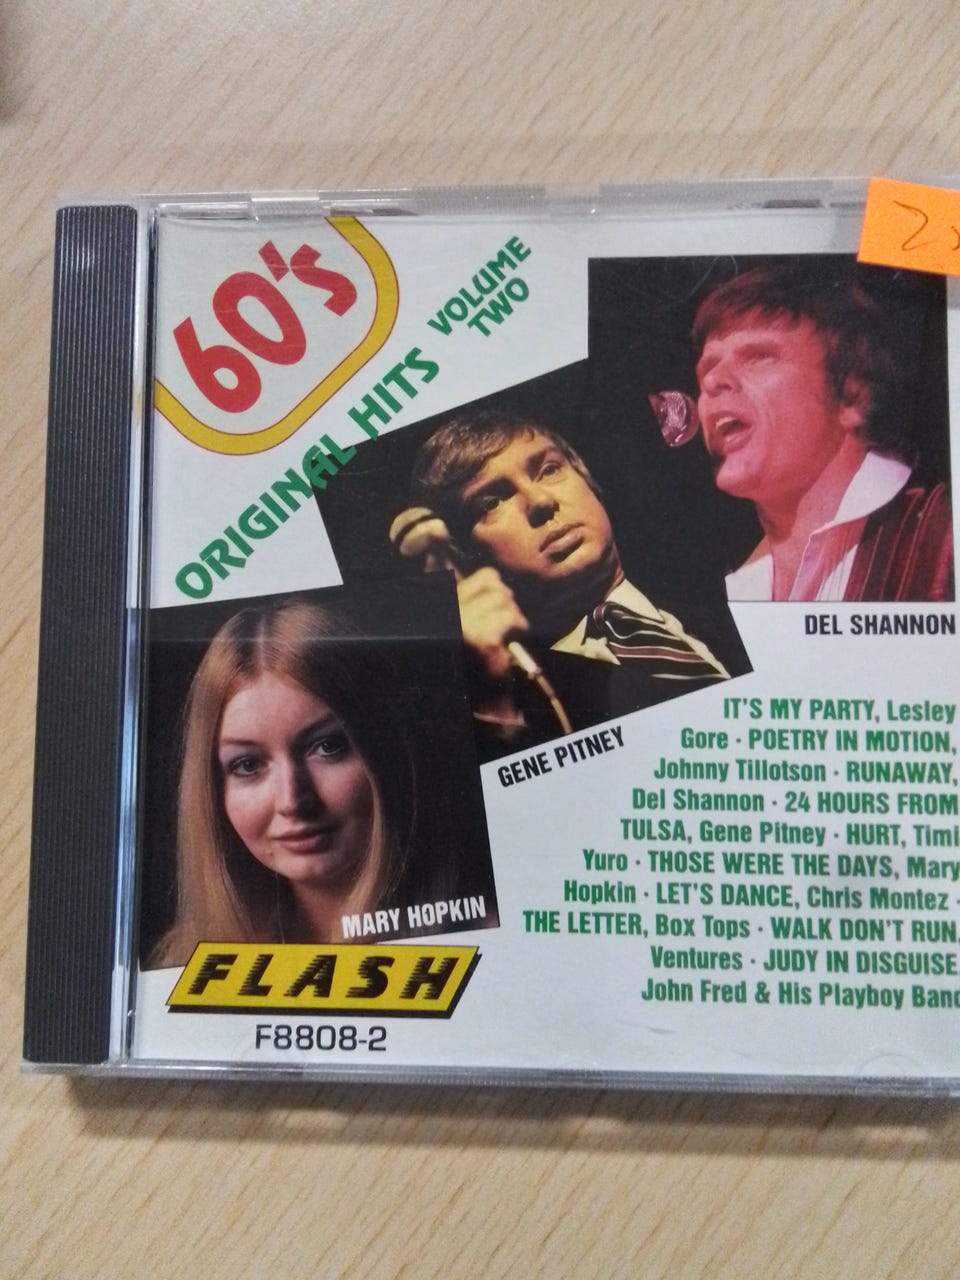 60's
ORIGINAL HITS VOLUME
TWO
DEL SHANNON
GENE PITNEY
MARY HOPKIN
IT'S MY PARTY, Lesley
Gore · POETRY IN MOTION,
Johnny Tillotson · RUNAWAY,
Del Shannon · 24 HOURS FROM
TULSA, Gene Pitney · HURT, Timi
Yuro · THOSE WERE THE DAYS, Mary
Hopkin · LET'S DANCE, Chris Montez ·
THE LETTER, Box Tops · WALK DON'T RUN,
Ventures · JUDY IN DISGUISE,
John Fred & His Playboy Band
FLASH
F8808-2